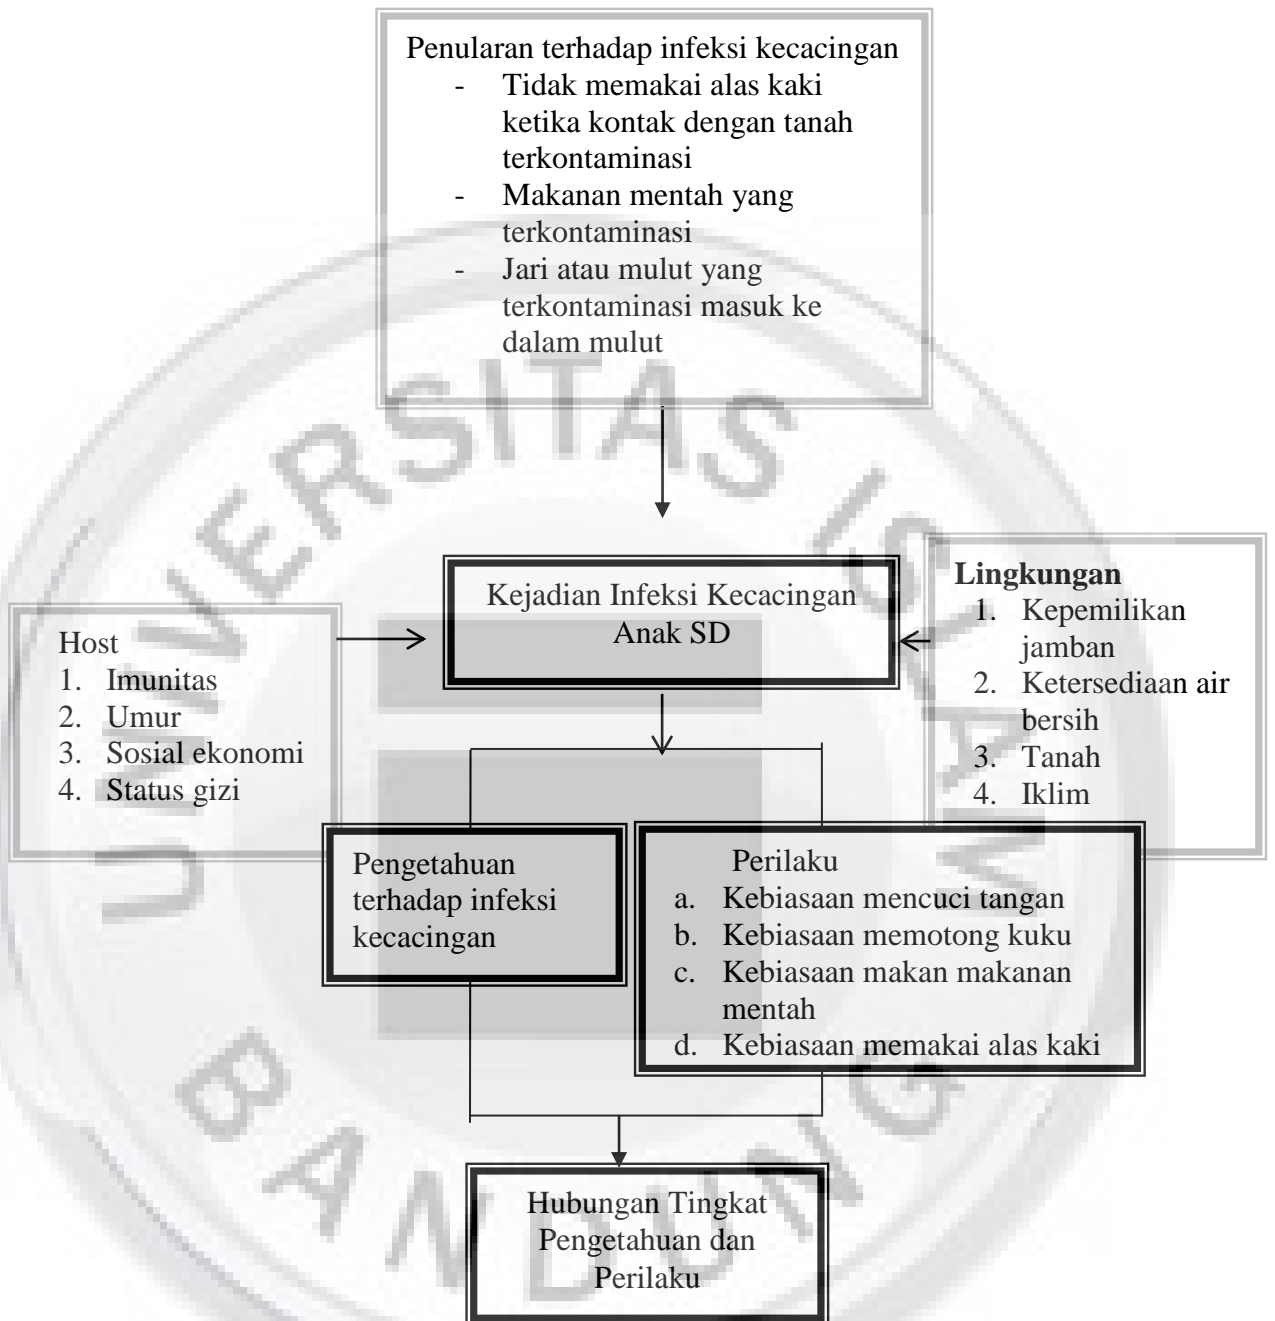 Penularan terhadap infeksi kecacingan
- Tidak memakai alas kaki
ketika kontak dengan tanah
terkontaminasi
- Makanan mentah yang
terkontaminasi
- Jari atau mulut yang
terkontaminasi masuk ke
dalam mulut
Kejadian Infeksi Kecacingan
Anak SD
Host
1. Imunitas
2. Umur
3. Sosial ekonomi
4. Status gizi
Lingkungan
1. Kepemilikan
jamban
2. Ketersediaan air
bersih
3. Tanah
4. Iklim
Pengetahuan
terhadap infeksi
kecacingan
Perilaku
a. Kebiasaan mencuci tangan
b. Kebiasaan memotong kuku
c. Kebiasaan makan makanan
mentah
d. Kebiasaan memakai alas kaki
Hubungan Tingkat
Pengetahuan dan
Perilaku
UNIVERSITAS ISLAM
BANDUNG